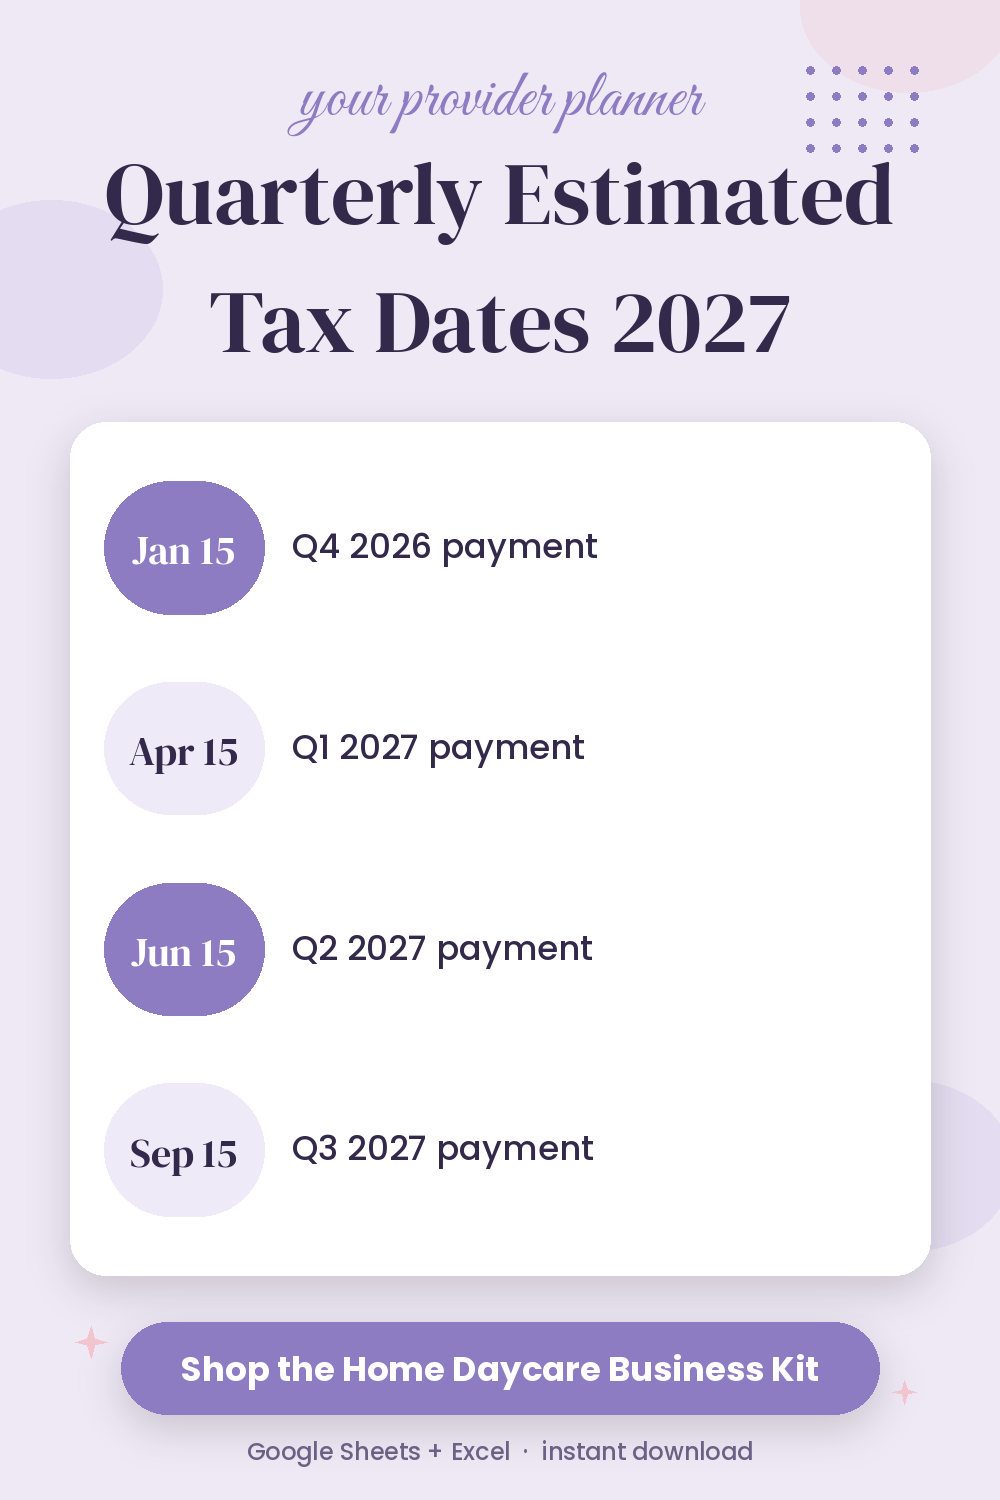 your provider planner
Quarterly Estimated
Tax Dates 2027
Jan 15 Q4 2026 payment
Apr 15 Q1 2027 payment
Jun 15 Q2 2027 payment
Sep 15 Q3 2027 payment
Shop the Home Daycare Business Kit
Google Sheets + Excel · instant download